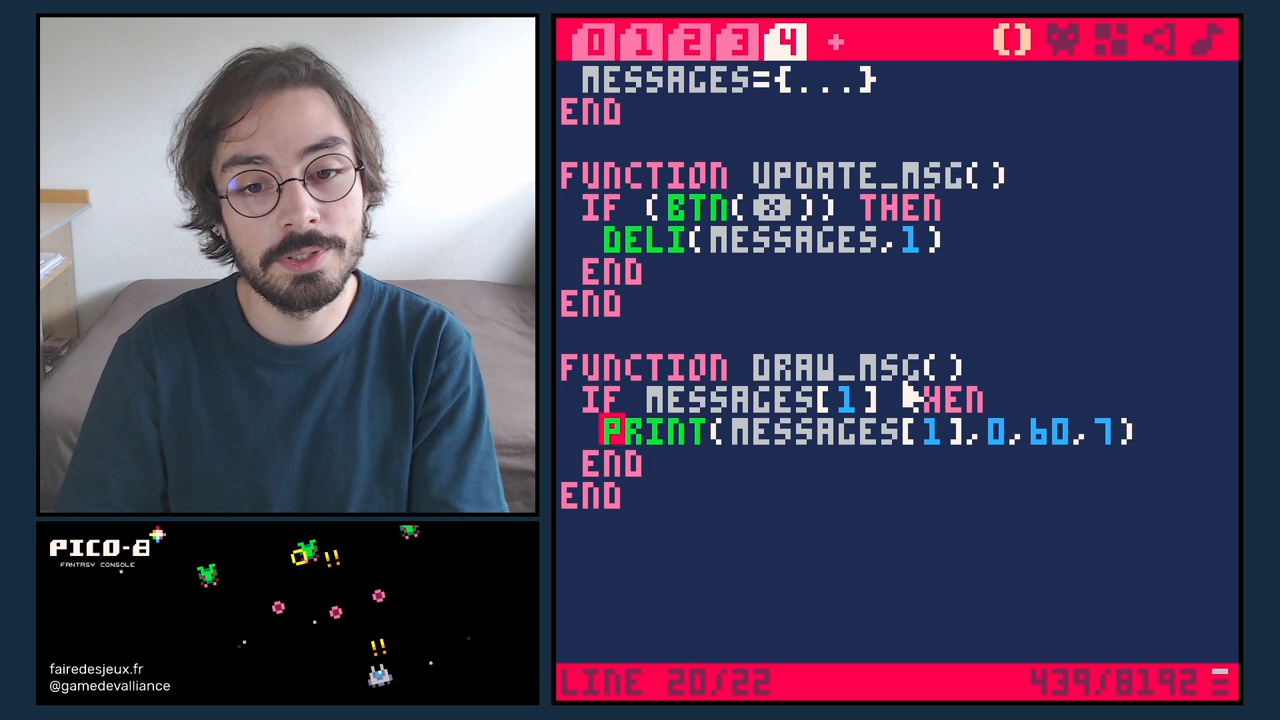 0 1 2 3 4 +
MESSAGES={...}
END
FUNCTION UPDATE_MSG()
IF (BTN(❎)) THEN
DELI(MESSAGES,1)
END
END
FUNCTION DRAW_MSG()
IF MESSAGES[1] THEN
PRINT(MESSAGES[1],0,60,7)
END
END
LINE 20/22 439/8192
PICO-8
FANTASY CONSOLE
!!
!!
fairedesjeux.fr
@gamedevalliance